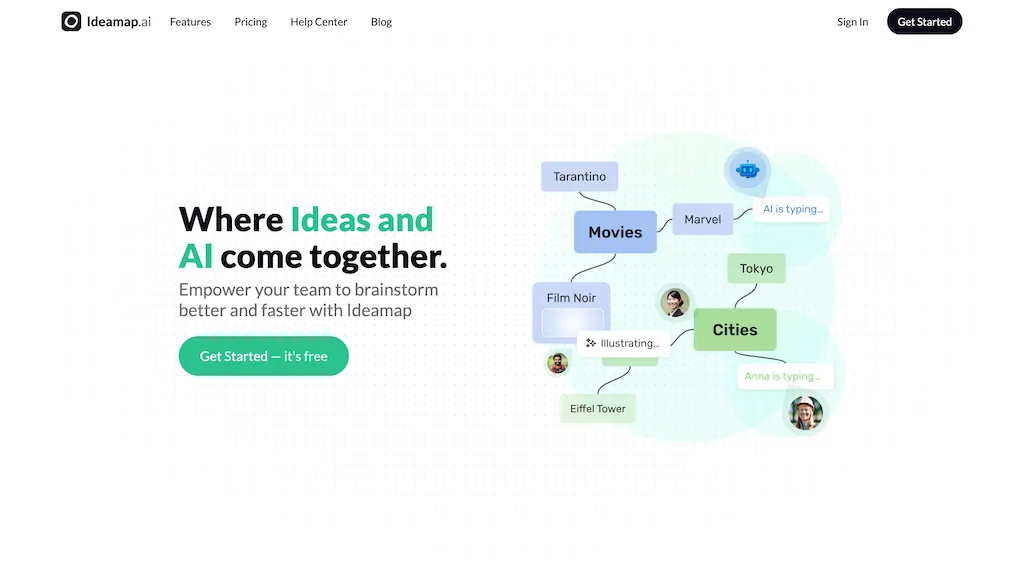 Ideamap.ai
Features
Pricing
Help Center
Blog
Sign In
Get Started
Where Ideas and
AI come together.
Empower your team to brainstorm
better and faster with Ideamap
Get Started — it's free
Tarantino
Movies
Marvel
AI is typing...
Film Noir
Tokyo
Cities
Illustrating...
Anna is typing...
Eiffel Tower